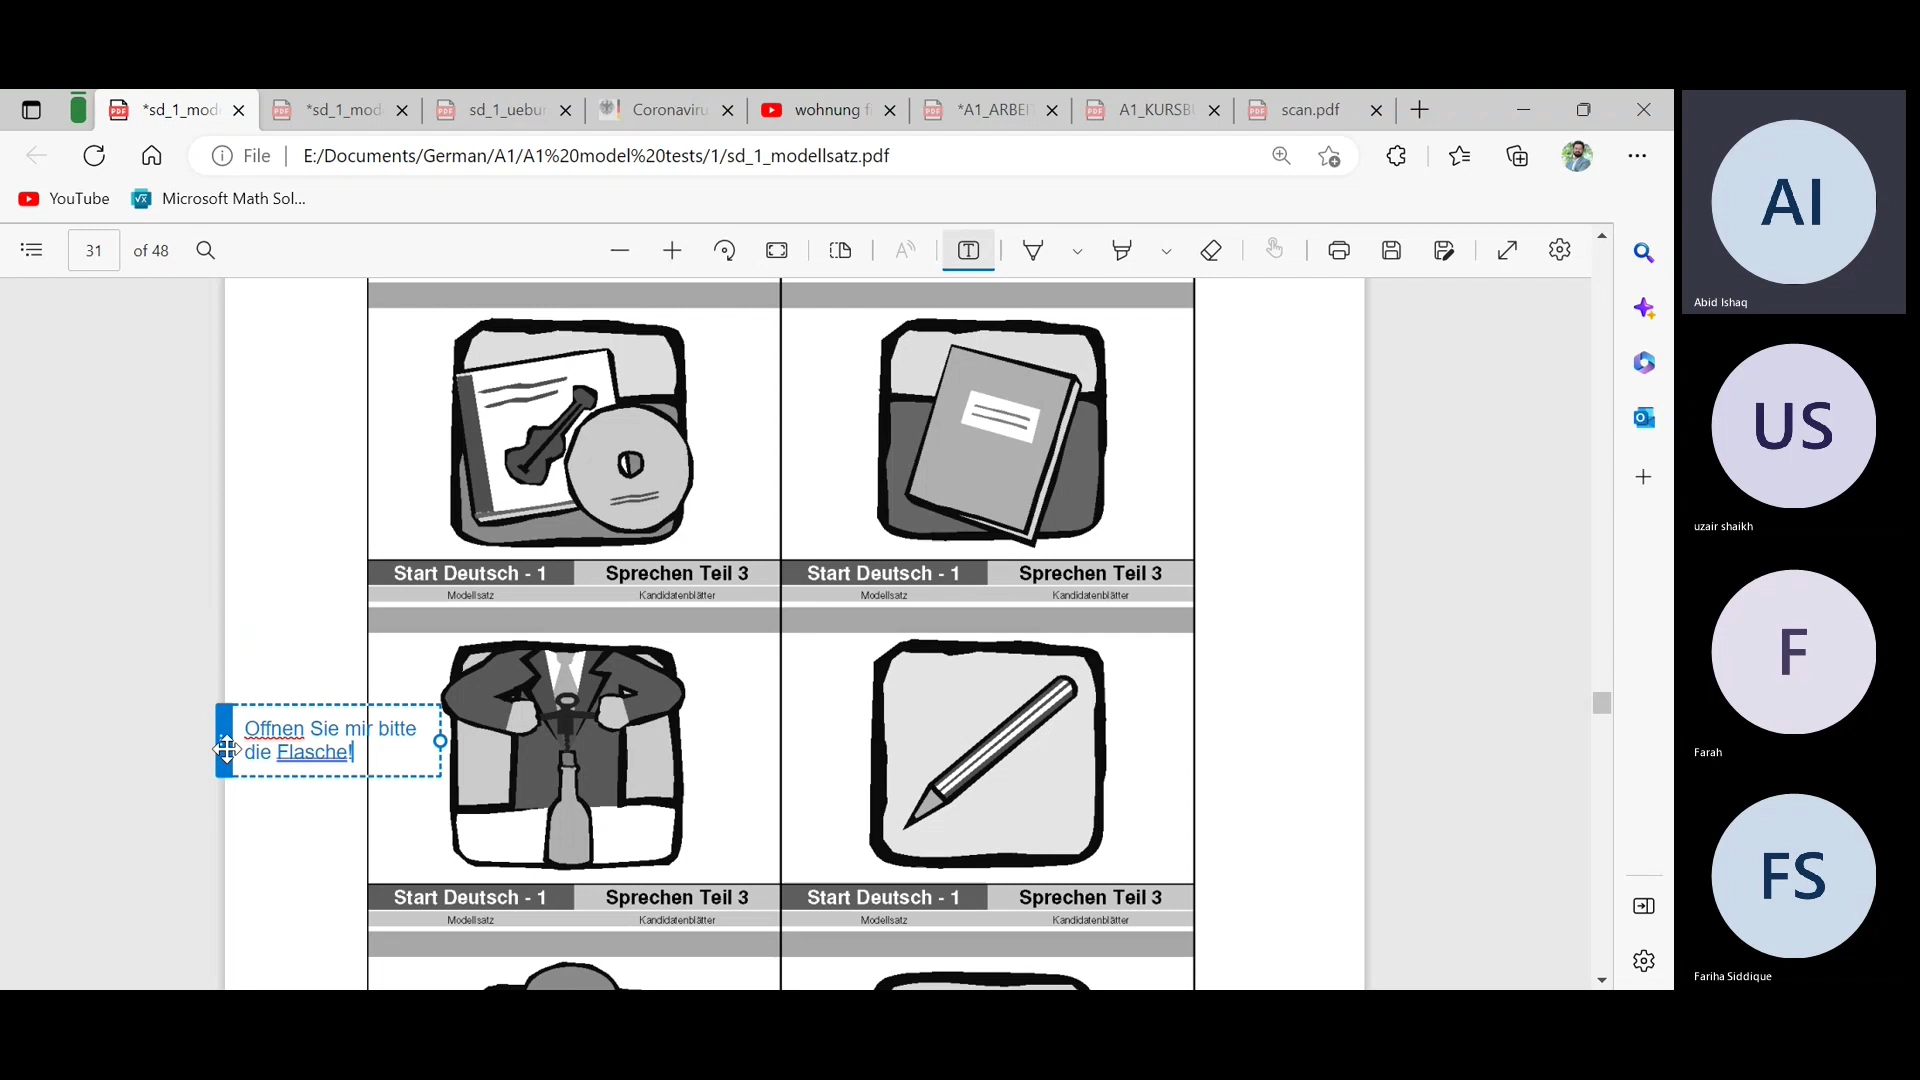 *sd_1_mod
*sd_1_mod
sd_1_uebur
Coronaviru
wohnung f
*A1_ARBEI
A1_KURSBU
scan.pdf
File
E:/Documents/German/A1/A1%20model%20tests/1/sd_1_modellsatz.pdf
YouTube
Microsoft Math Sol...
31 of 48
Start Deutsch - 1 Sprechen Teil 3
Modellsatz Kandidatenblätter
Start Deutsch - 1 Sprechen Teil 3
Modellsatz Kandidatenblätter
Offnen Sie mir bitte
die Flasche!
Start Deutsch - 1 Sprechen Teil 3
Modellsatz Kandidatenblätter
Start Deutsch - 1 Sprechen Teil 3
Modellsatz Kandidatenblätter
AI
Abid Ishaq
US
uzair shaikh
F
Farah
FS
Fariha Siddique